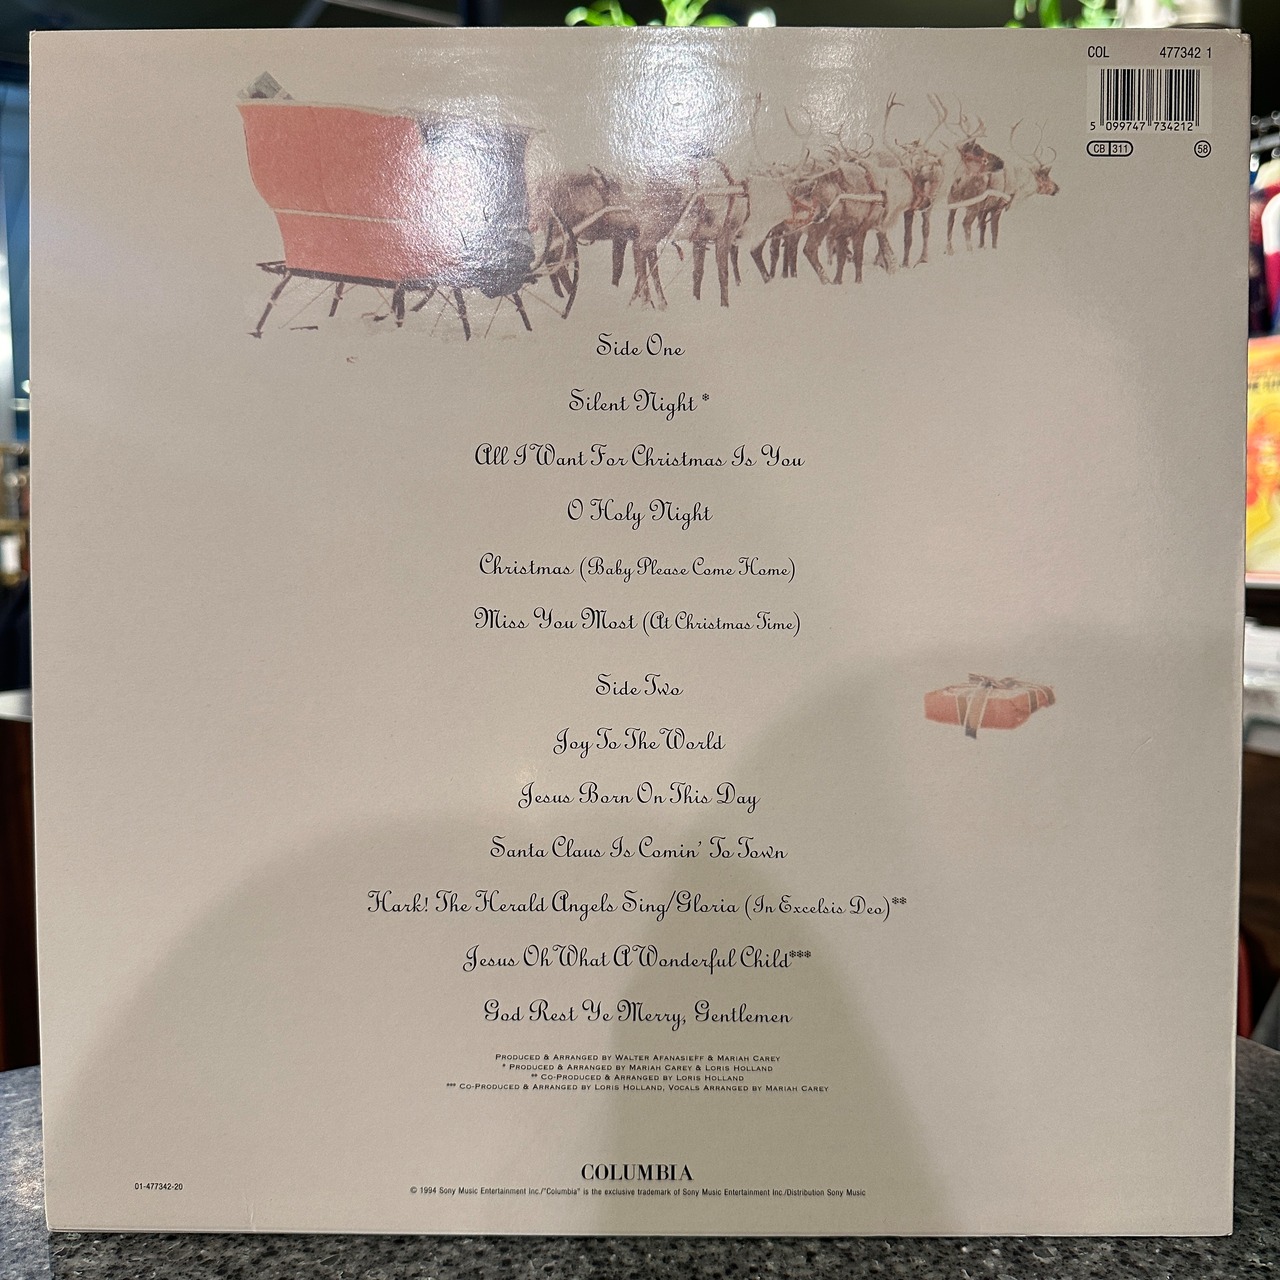 COL 477342 1
5 099747 734212
CB 311
58
Side One
Silent Night *
All I Want For Christmas Is You
O Holy Night
Christmas (Baby Please Come Home)
Miss You Most (At Christmas Time)
Side Two
Joy To The World
Jesus Born On This Day
Santa Claus Is Comin' To Town
Hark! The Herald Angels Sing/Gloria (In Excelsis Deo)**
Jesus Oh What A Wonderful Child***
God Rest Ye Merry, Gentlemen
PRODUCED & ARRANGED BY WALTER AFANASIEFF & MARIAH CAREY
* PRODUCED & ARRANGED BY MARIAH CAREY & LORIS HOLLAND
** CO-PRODUCED & ARRANGED BY LORIS HOLLAND
*** CO-PRODUCED & ARRANGED BY LORIS HOLLAND, VOCALS ARRANGED BY MARIAH CAREY
COLUMBIA
01-477342-20
© 1994 Sony Music Entertainment Inc./"Columbia" is the exclusive trademark of Sony Music Entertainment Inc./Distribution Sony Music